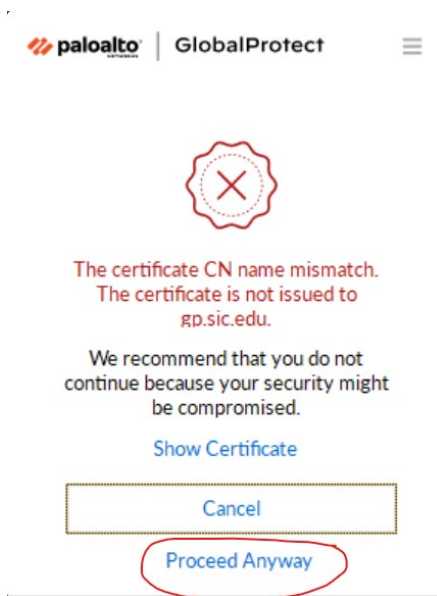 paloalto NETWORKS GlobalProtect
The certificate CN name mismatch.
The certificate is not issued to
gp.sic.edu.
We recommend that you do not
continue because your security might
be compromised.
Show Certificate
Cancel
Proceed Anyway